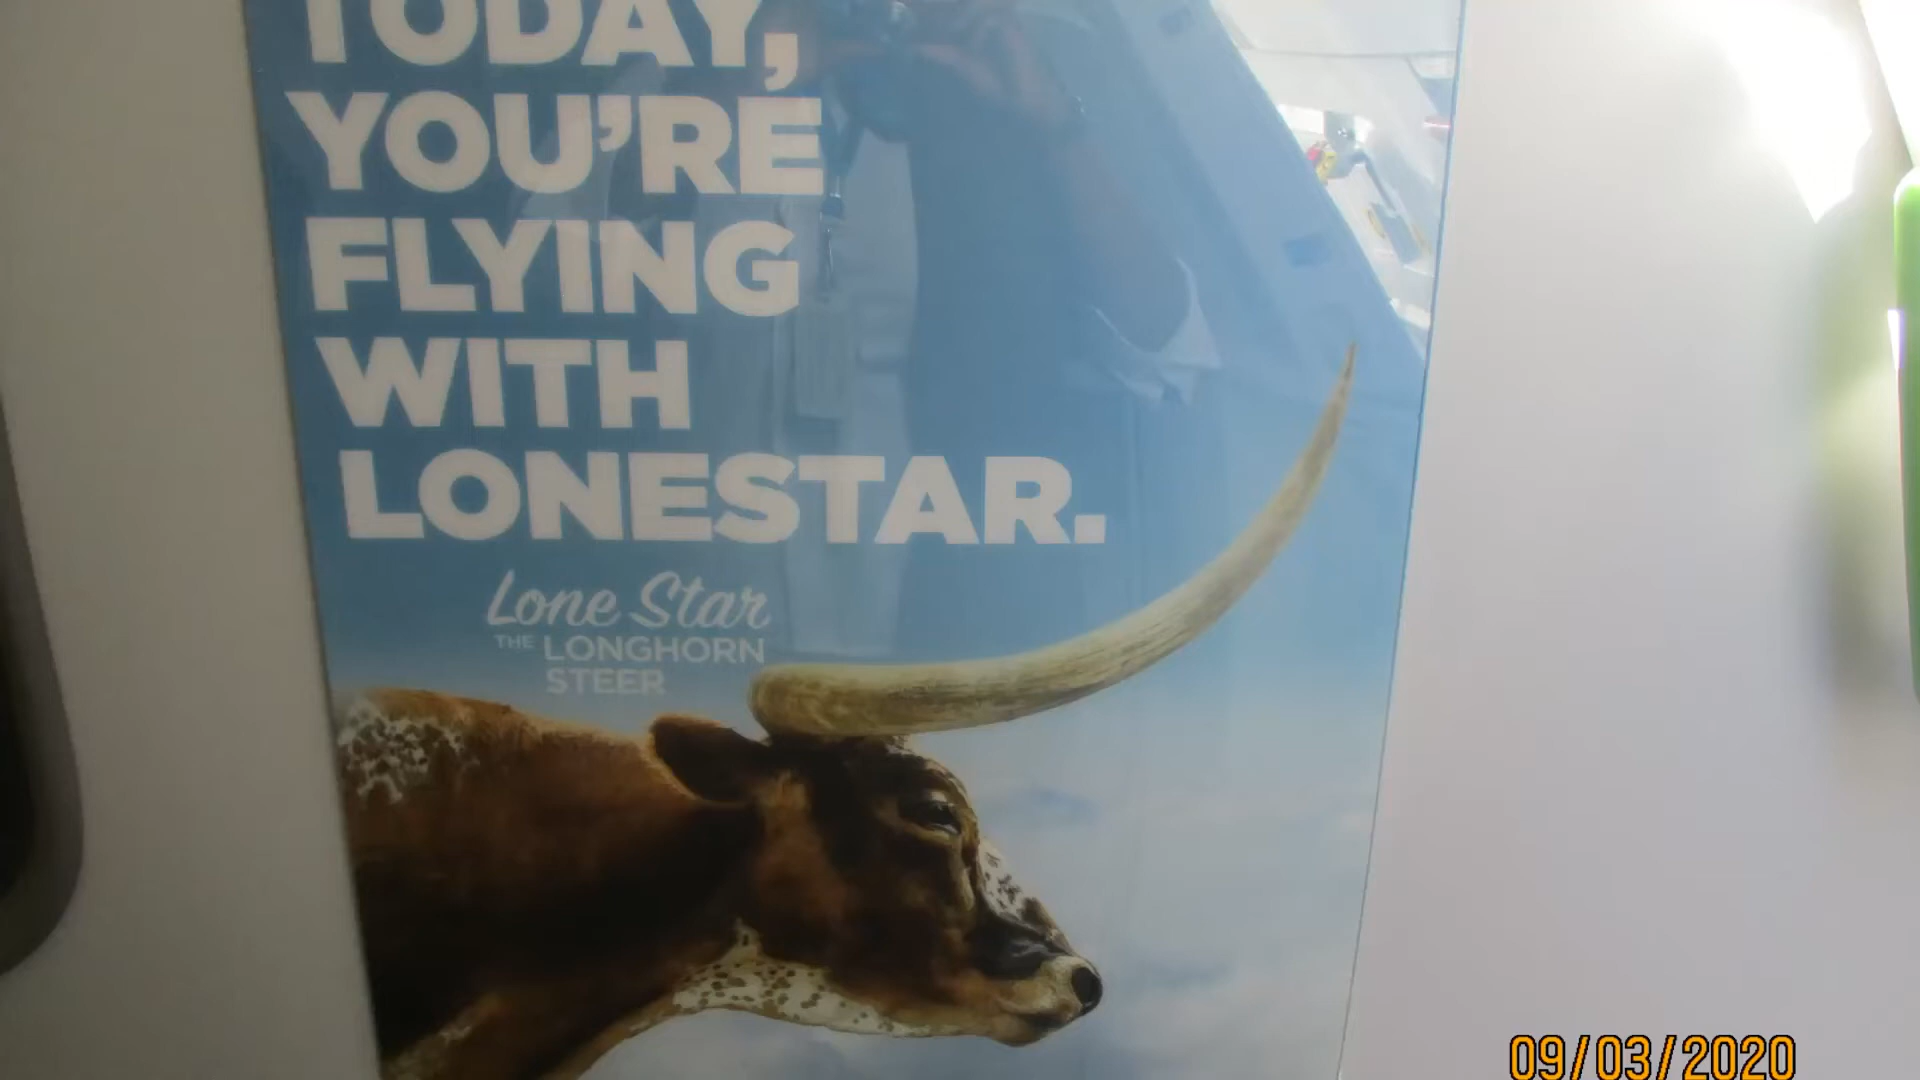 TODAY,
YOU'RE
FLYING
WITH
LONESTAR.
Lone Star
THE LONGHORN
STEER
09/03/2020